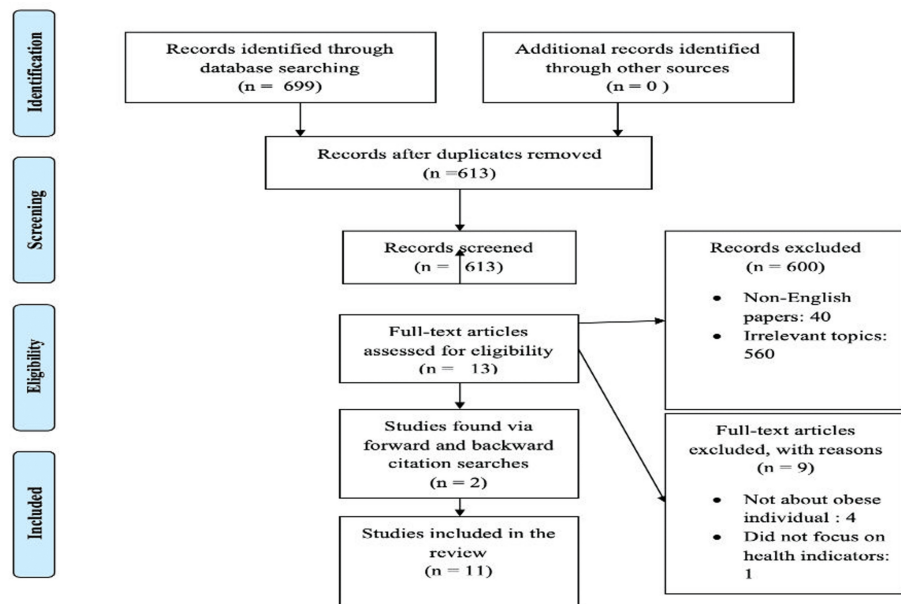 Identification
Records identified through
database searching
(n = 699)
Additional records identified
through other sources
(n = 0 )
Records after duplicates removed
(n =613)
Screening
Records screened
(n = 613)
Records excluded
(n = 600)
• Non-English
papers: 40
• Irrelevant topics:
560
Eligibility
Full-text articles
assessed for eligibility
(n = 13)
Studies found via
forward and backward
citation searches
(n = 2)
Full-text articles
excluded, with reasons
(n = 9)
• Not about obese
individual : 4
• Did not focus on
health indicators:
1
Included
Studies included in the
review
(n = 11)